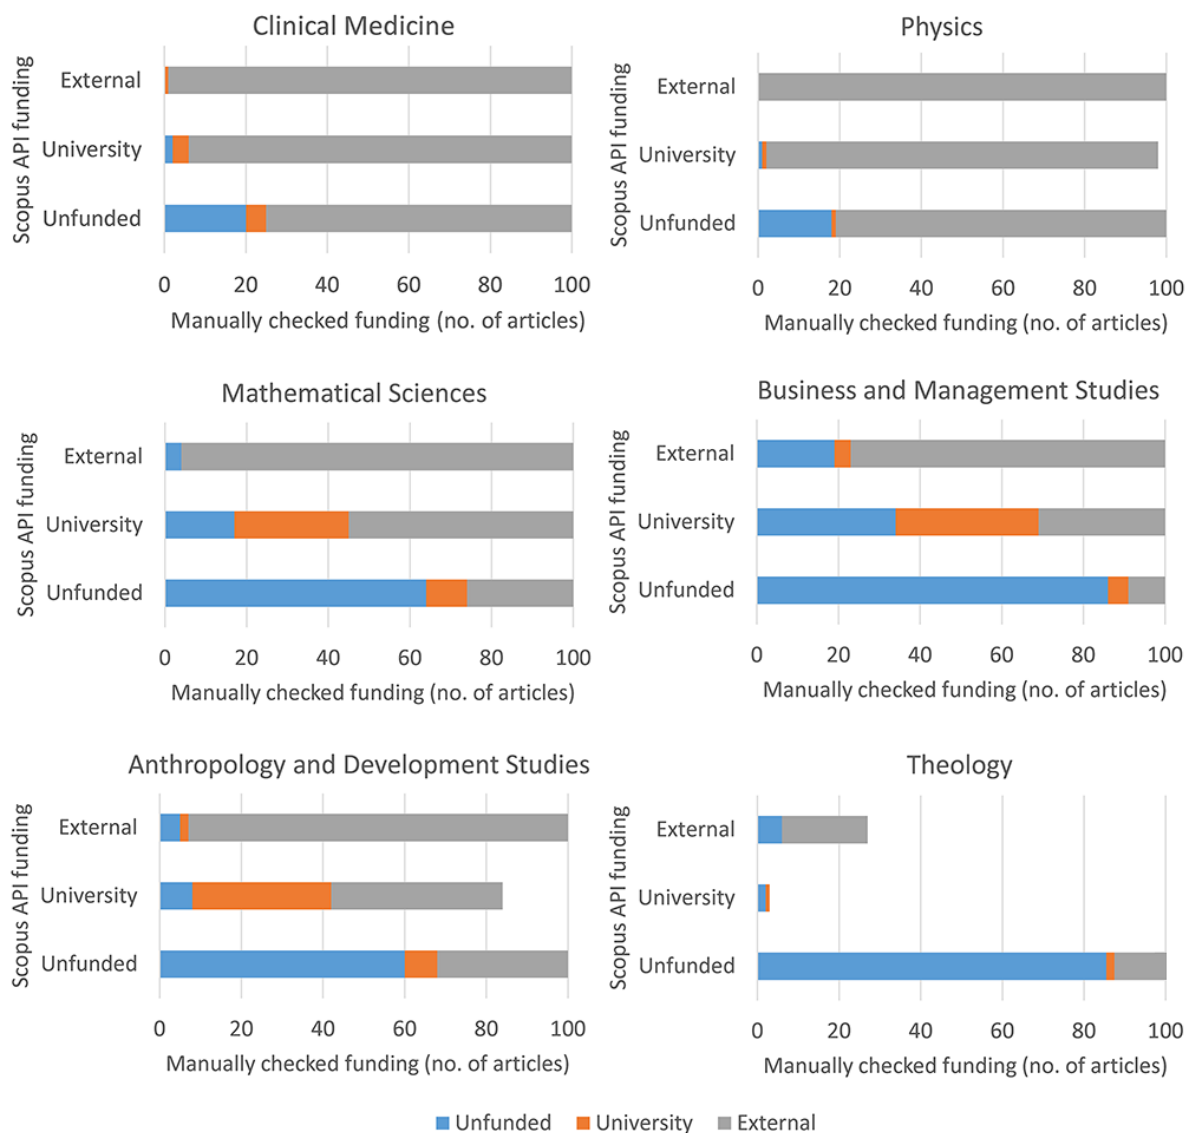 Clinical Medicine
Scopus API funding
External
University
Unfunded
0 20 40 60 80 100
Manually checked funding (no. of articles)
Physics
Scopus API funding
External
University
Unfunded
0 20 40 60 80 100
Manually checked funding (no. of articles)
Mathematical Sciences
Scopus API funding
External
University
Unfunded
0 20 40 60 80 100
Manually checked funding (no. of articles)
Business and Management Studies
Scopus API funding
External
University
Unfunded
0 20 40 60 80 100
Manually checked funding (no. of articles)
Anthropology and Development Studies
Scopus API funding
External
University
Unfunded
0 20 40 60 80 100
Manually checked funding (no. of articles)
Theology
Scopus API funding
External
University
Unfunded
0 20 40 60 80 100
Manually checked funding (no. of articles)
Unfunded University External